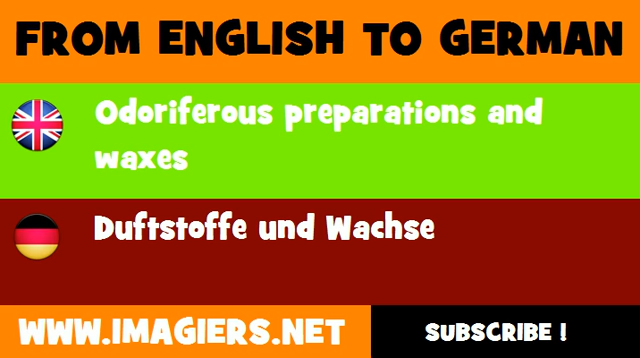 FROM ENGLISH TO GERMAN
Odoriferous preparations and
waxes
Duftstoffe und Wachse
WWW.IMAGIERS.NET
SUBSCRIBE !